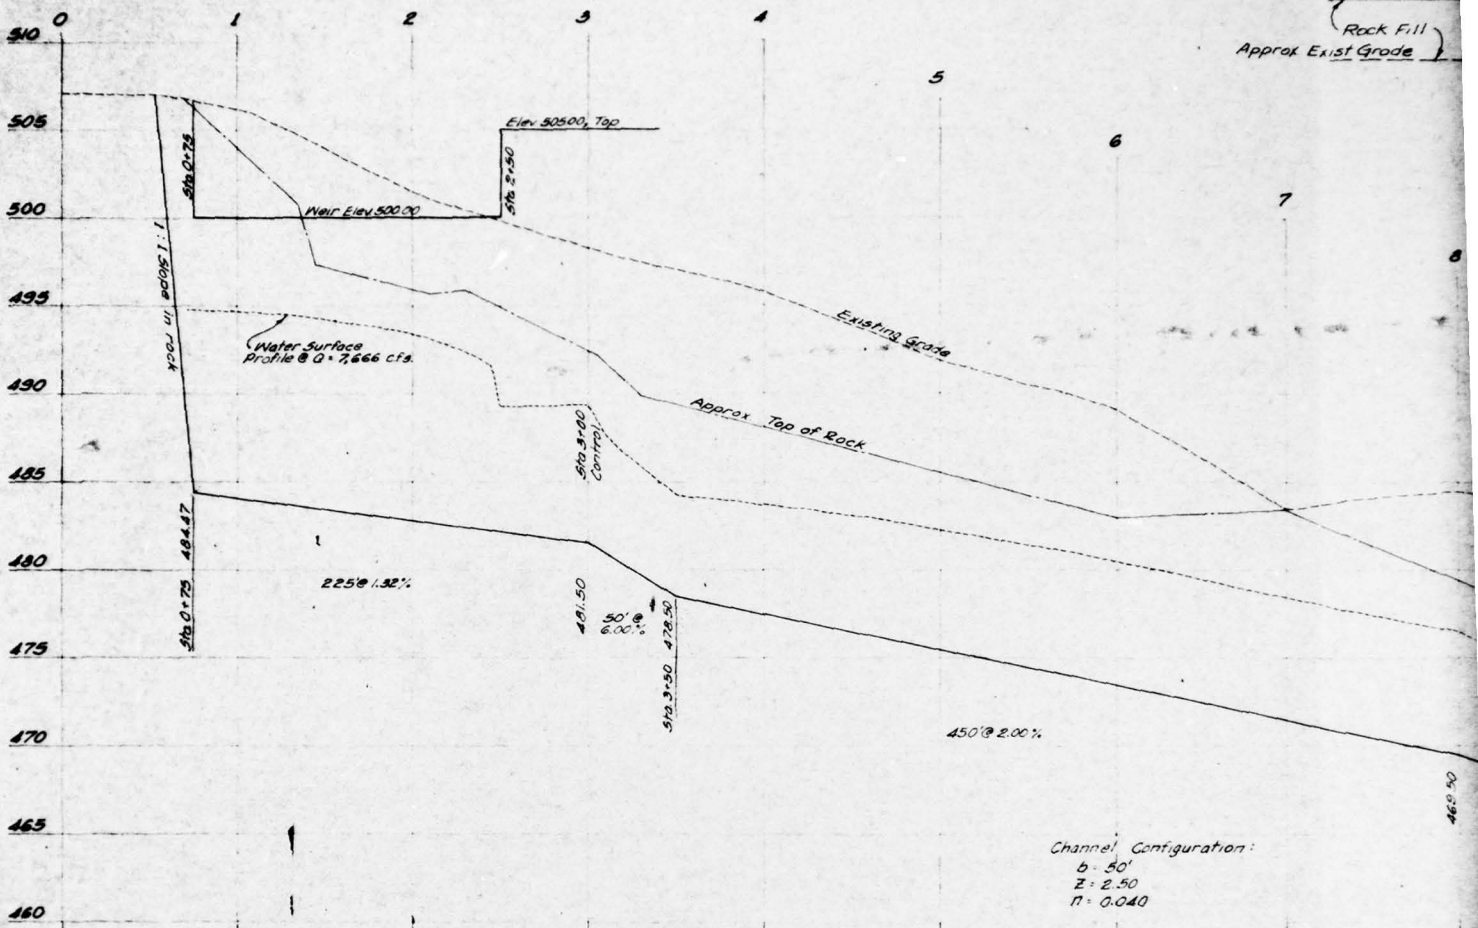 0 1 2 3 4
Rock Fill
510
Approx Exist Grade
5
505
Elev 505.00, Top
Sta 0+75
Sta 2+50
6
500
Weir Elev 500.00
7
1:1 Slope in rock
8
495
Existing Grade
Water Surface
Profile @ Q = 7,666 cfs.
490
Approx Top of Rock
Sta 3+00
Control
485
Sta 0+75 484.47
480
225' @ 1.32%
481.50
50' @
6.00%
Sta 3+50 478.50
475
470
450' @ 2.00%
469.50
465
Channel Configuration:
b = 50'
Z = 2.50
n = 0.040
460